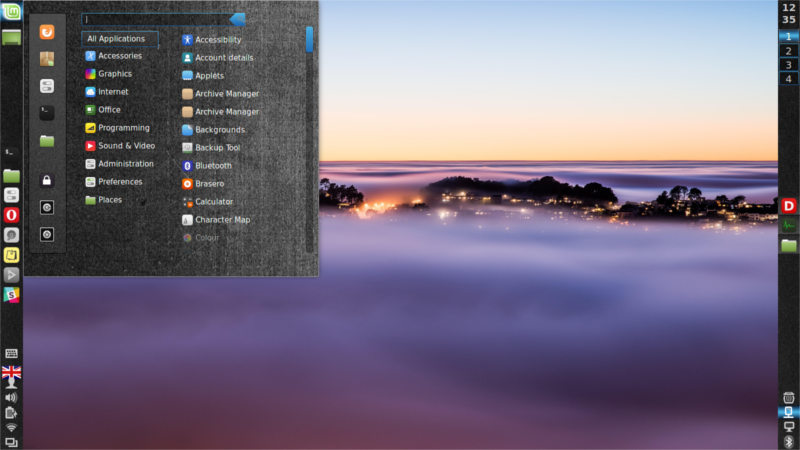 All Applications
Accessories
Graphics
Internet
Office
Programming
Sound & Video
Administration
Preferences
Places
Accessibility
Account details
Applets
Archive Manager
Archive Manager
Backgrounds
Backup Tool
Bluetooth
Brasero
Calculator
Character Map
Colour
12
35
1
2
3
4
D